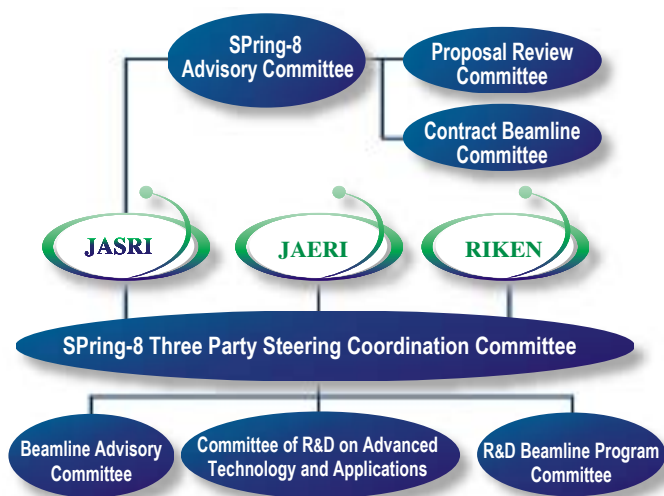 SPring-8
Advisory Committee
Proposal Review
Committee
Contract Beamline
Committee
JASRI
JAERI
RIKEN
SPring-8 Three Party Steering Coordination Committee
Beamline Advisory
Committee
Committee of R&D on Advanced
Technology and Applications
R&D Beamline Program
Committee